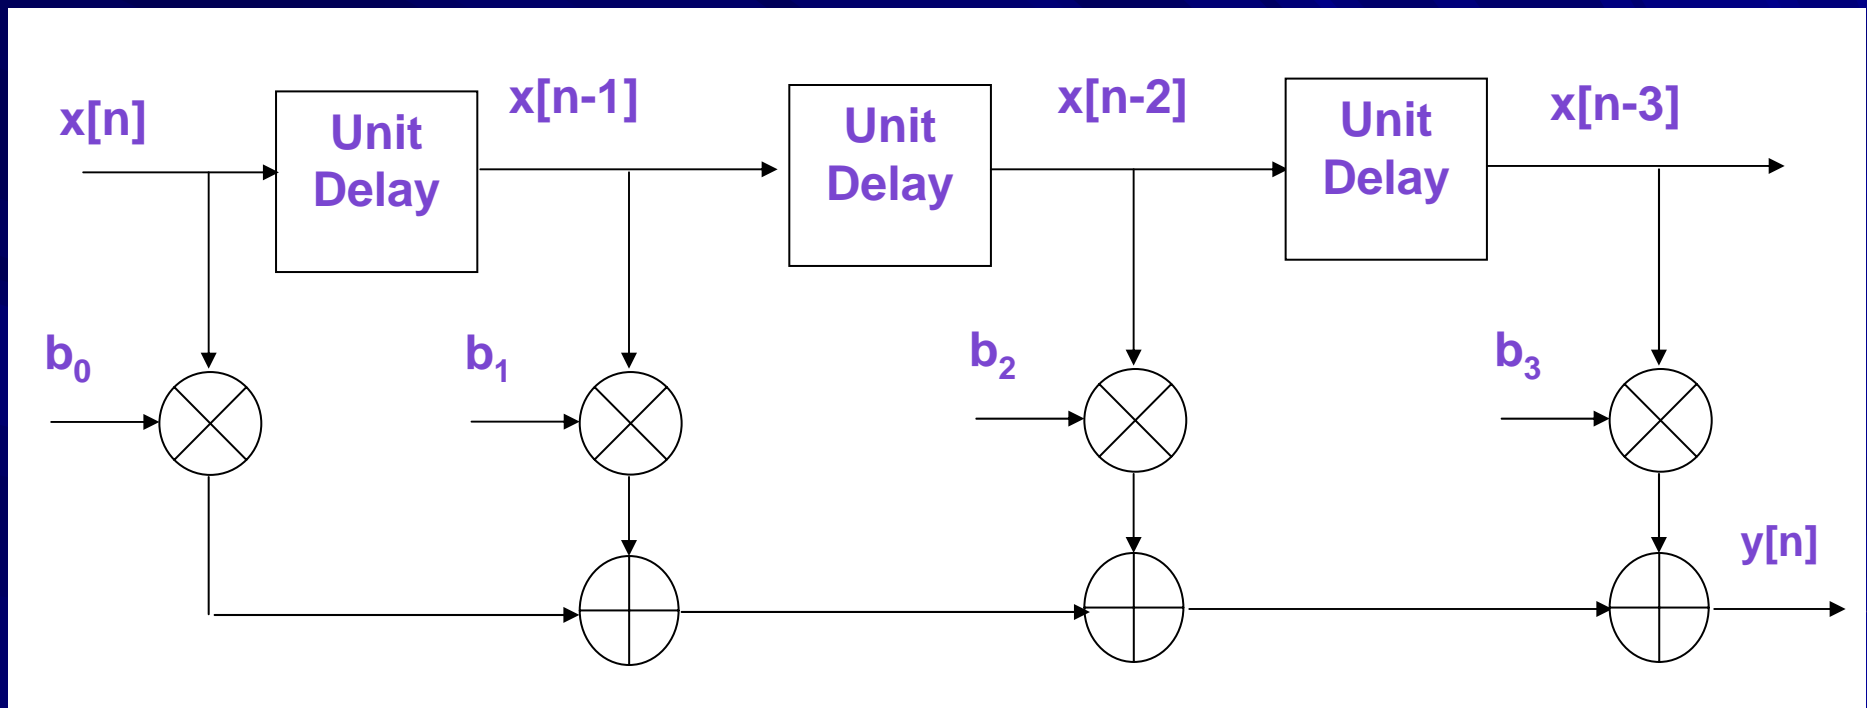 x[n]
Unit
Delay
x[n-1]
Unit
Delay
x[n-2]
Unit
Delay
x[n-3]
b₀
b₁
b₂
b₃
y[n]